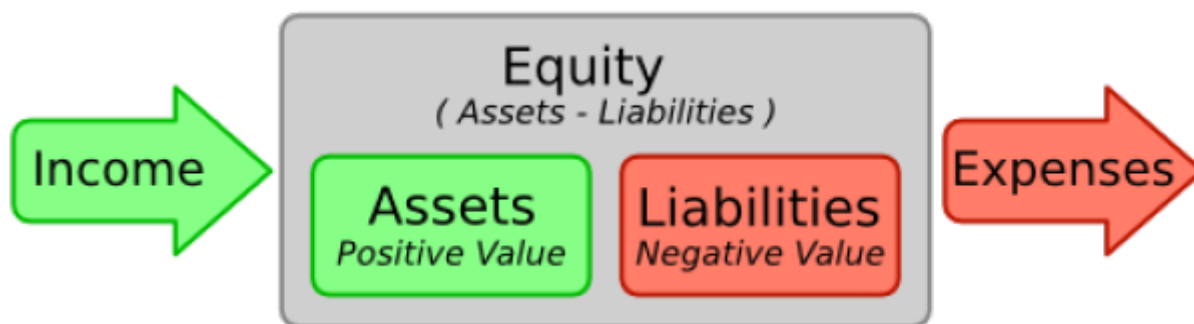 Equity
( Assets - Liabilities )
Income
Assets
Positive Value
Liabilities
Negative Value
Expenses